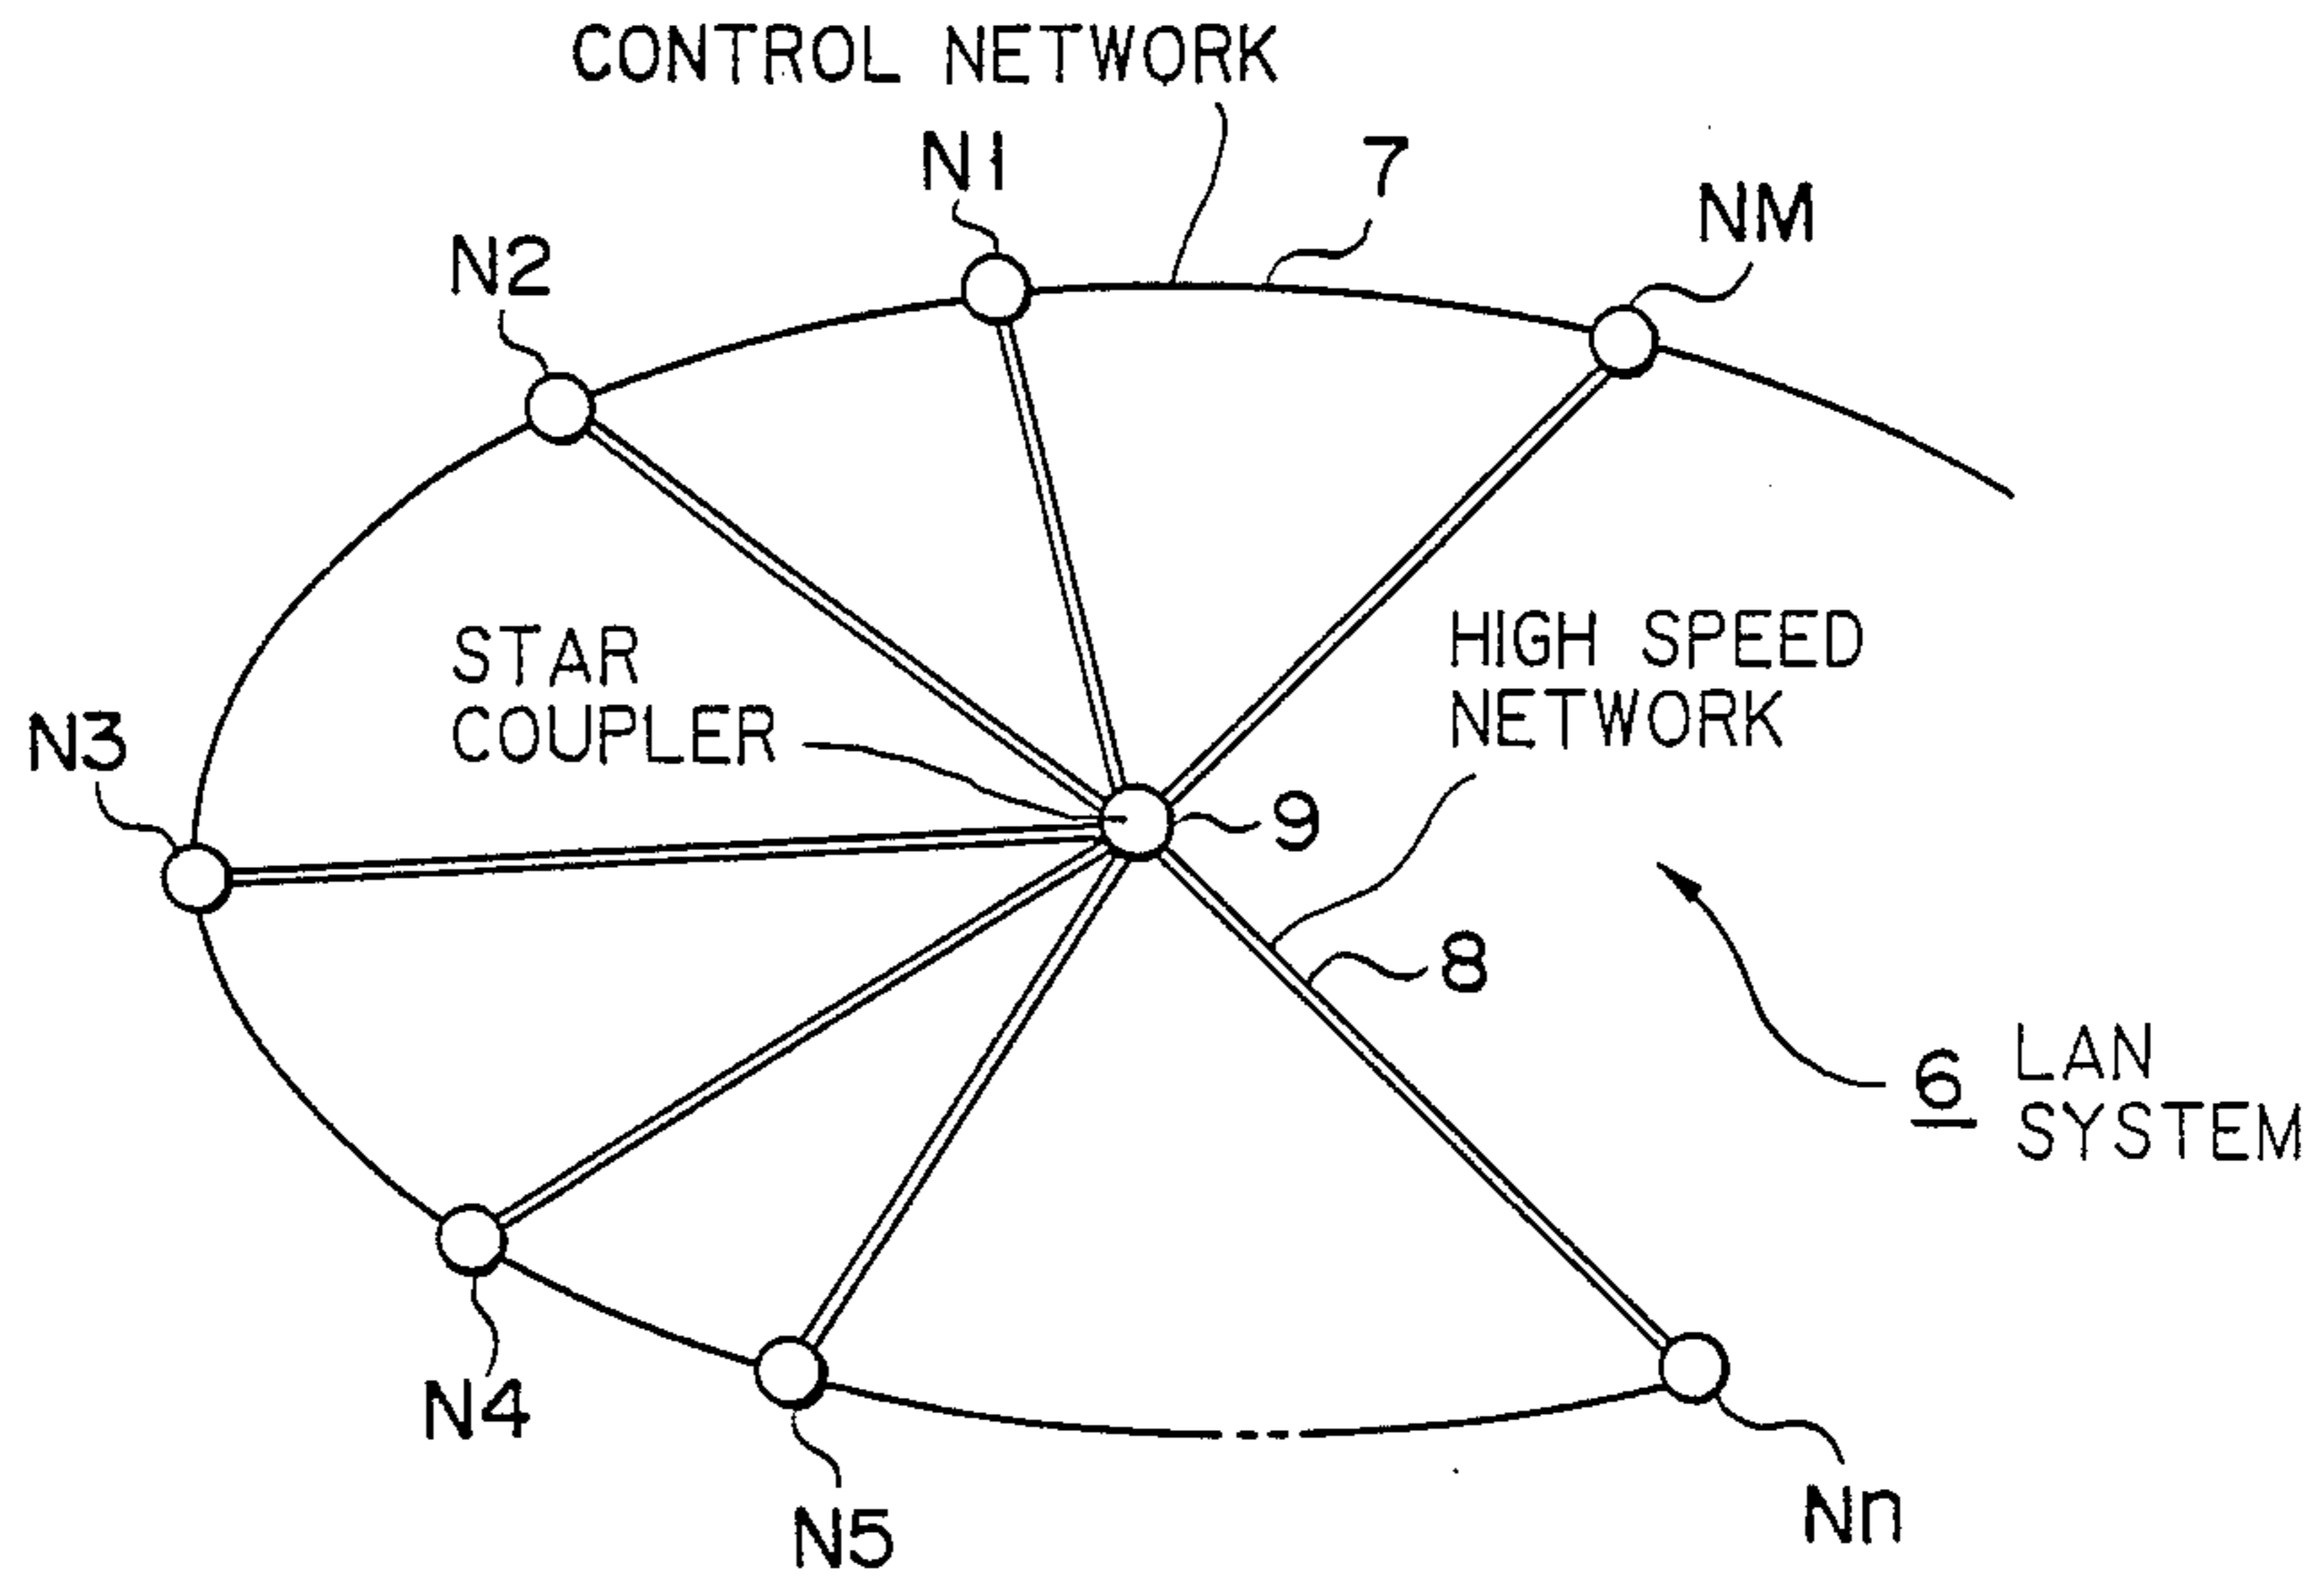 CONTROL NETWORK
N1
7
NM
N2
STAR
COUPLER
HIGH SPEED
NETWORK
N3
9
8
6
LAN
SYSTEM
N4
N5
Nn